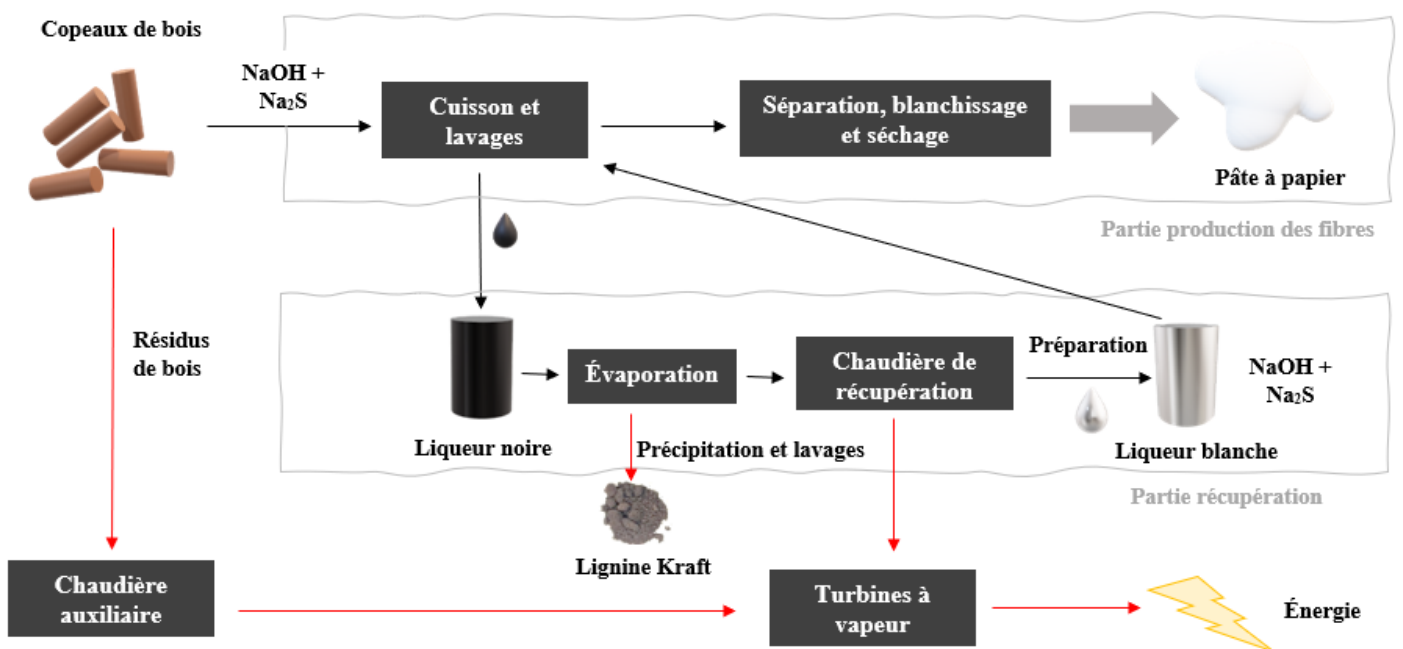 Copeaux de bois
NaOH +
Na₂S
Cuisson et
lavages
Séparation, blanchissage
et séchage
Pâte à papier
Partie production des fibres
Résidus
de bois
Liqueur noire
Évaporation
Chaudière de
récupération
Préparation
NaOH +
Na₂S
Liqueur blanche
Précipitation et lavages
Partie récupération
Lignine Kraft
Chaudière
auxiliaire
Turbines à
vapeur
Énergie